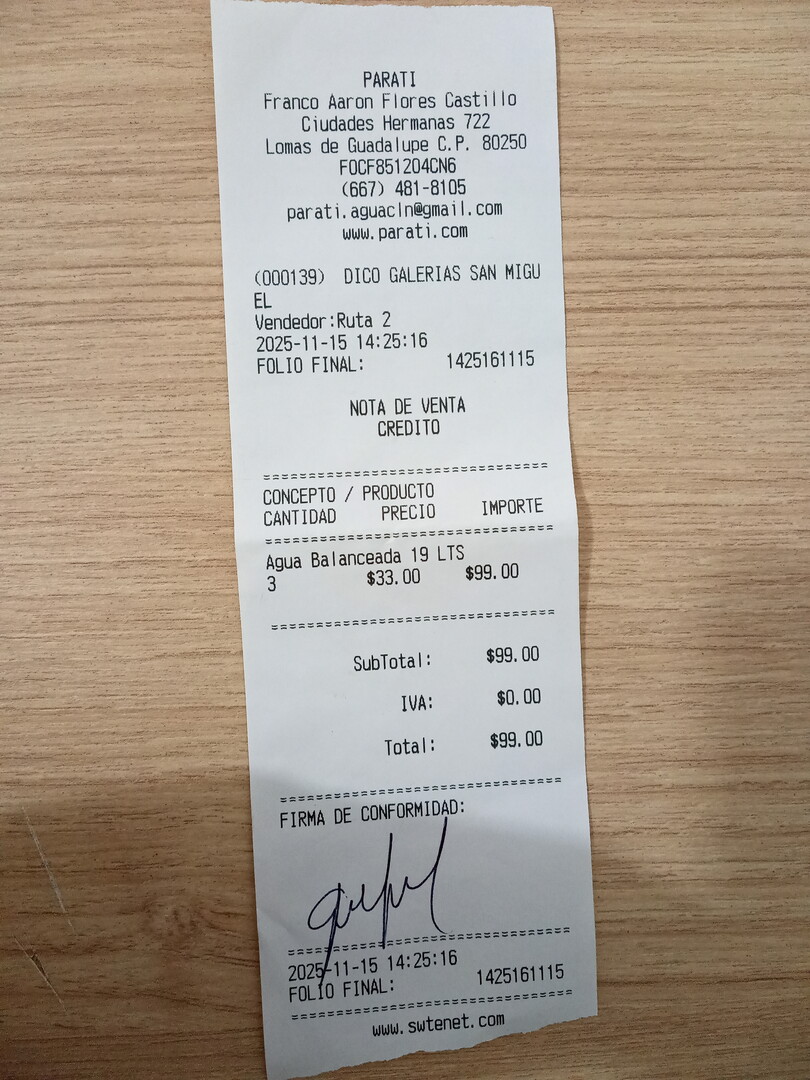 PARATI
Franco Aaron Flores Castillo
Ciudades Hermanas 722
Lomas de Guadalupe C.P. 80250
FOCF851204CN6
(667) 481-8105
parati.aguacln@gmail.com
www.parati.com
(000139) DICO GALERIAS SAN MIGU
EL
Vendedor:Ruta 2
2025-11-15 14:25:16
FOLIO FINAL: 1425161115
NOTA DE VENTA
CREDITO
CONCEPTO / PRODUCTO
CANTIDAD PRECIO IMPORTE
Agua Balanceada 19 LTS
3 $33.00 $99.00
SubTotal: $99.00
IVA: $0.00
Total: $99.00
FIRMA DE CONFORMIDAD:
2025-11-15 14:25:16
FOLIO FINAL: 1425161115
www.swtenet.com